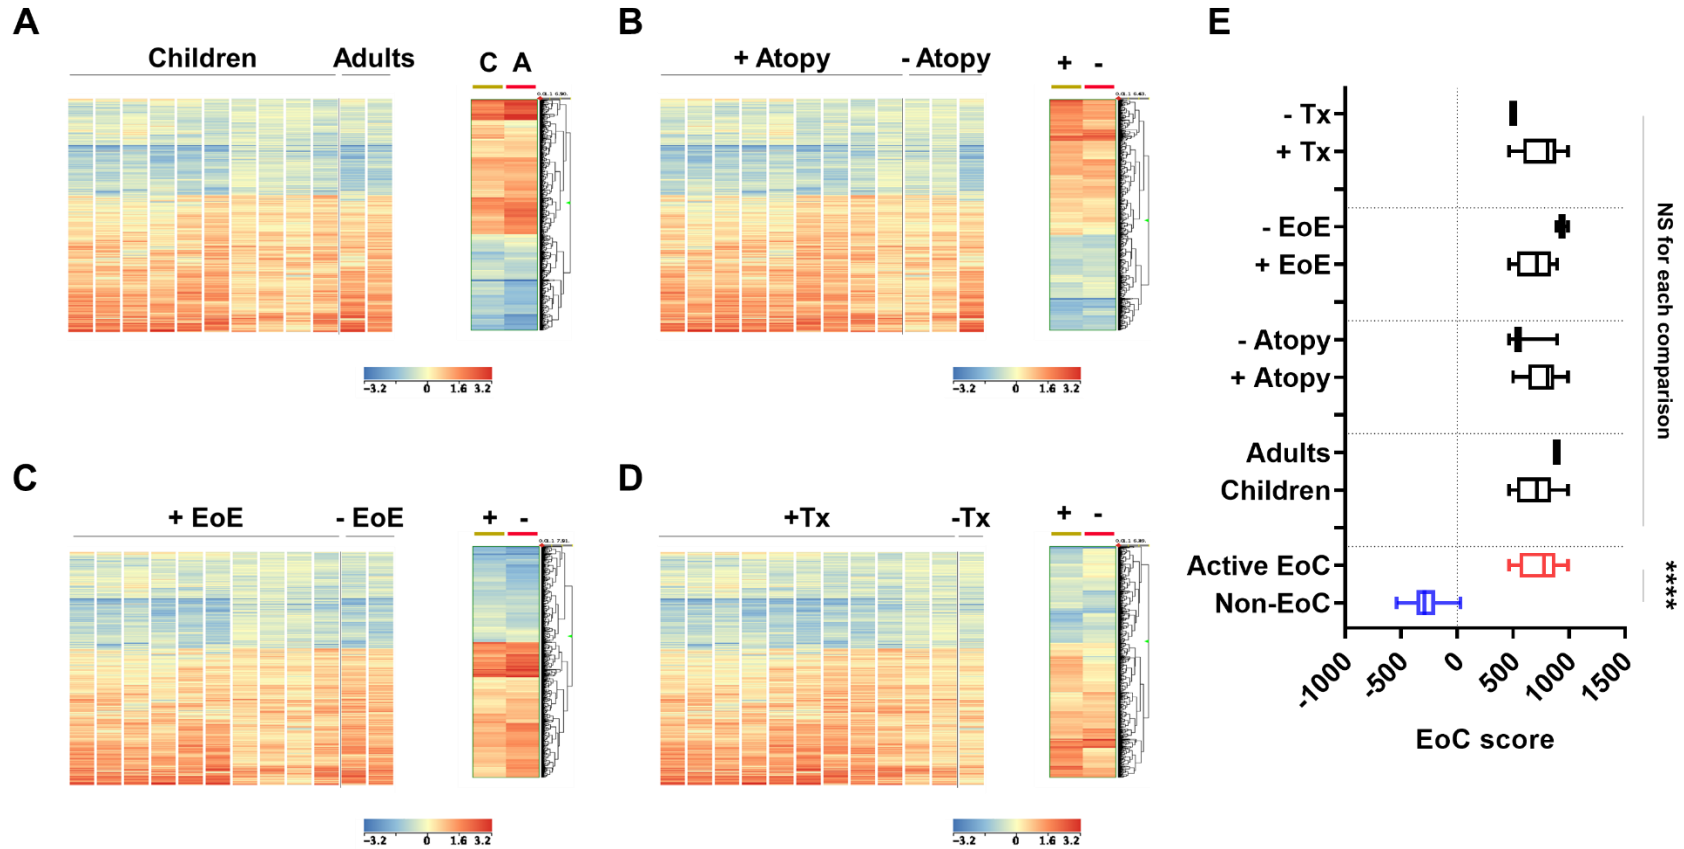 A
Children
Adults
C A
−3.2 0 1.6 3.2
B
+ Atopy
- Atopy
+ -
−3.2 0 1.6 3.2
C
+ EoE
- EoE
+ -
−3.2 0 1.6 3.2
D
+Tx
-Tx
+ -
−3.2 0 1.6 3.2
E
- Tx
+ Tx
- EoE
+ EoE
- Atopy
+ Atopy
Adults
Children
Active EoC
Non-EoC
-1000 -500 0 500 1000 1500
EoC score
NS for each comparison
****